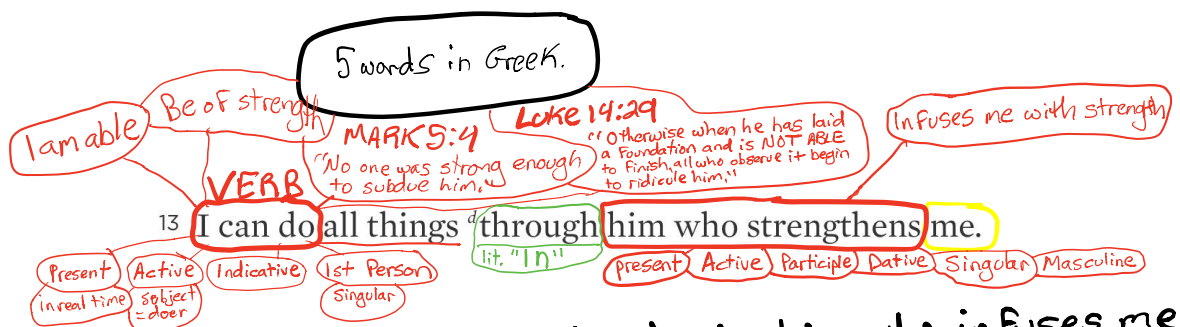 5 words in Greek.
I am able
Be of strength
MARK 5:4
"No one was strong enough
to subdue him."
Luke 14:29
"Otherwise when he has laid
a foundation and is NOT ABLE
to finish, all who observe it begin
to ridicule him."
Infuses me with strength
VERB
13 I can do all things d through him who strengthens me.
lit. "In"
Present
Active
Indicative
1st Person
in real time
subject
= doer
Singular
present
Active
Participle
Dative
Singular
Masculine
infuses me